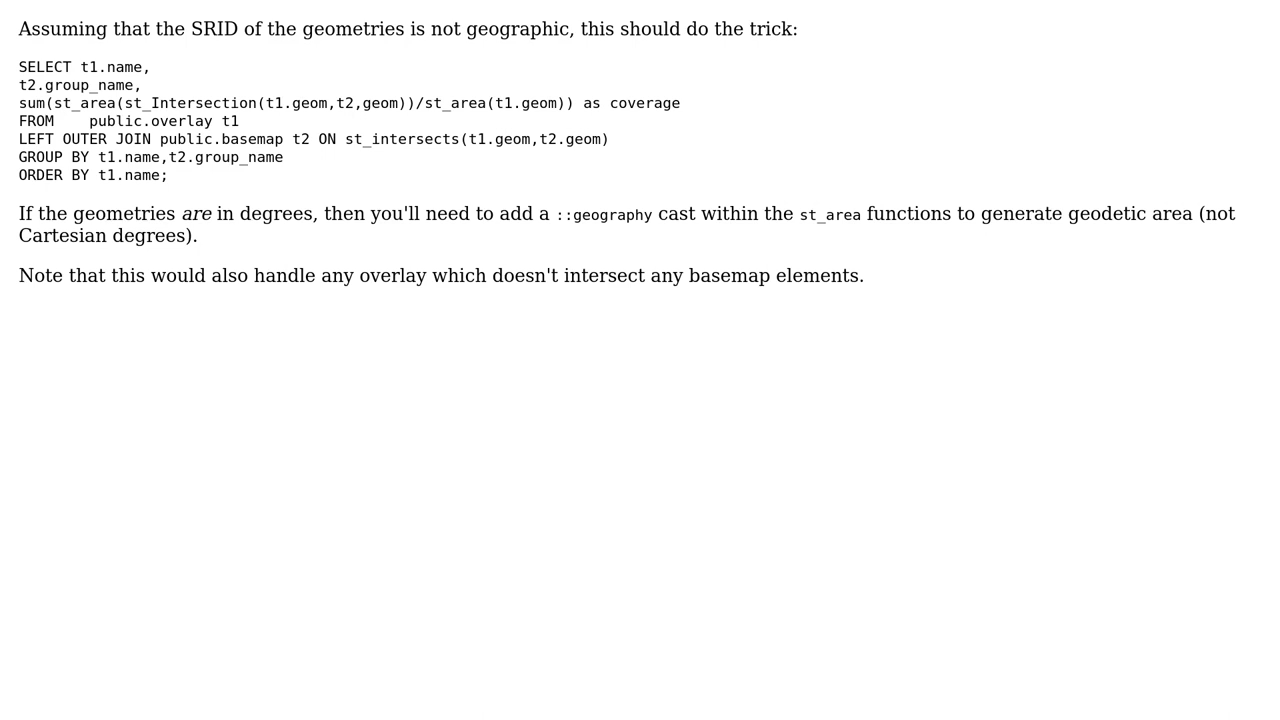 Assuming that the SRID of the geometries is not geographic, this should do the trick:
SELECT t1.name,
t2.group_name,
sum(st_area(st_Intersection(t1.geom,t2,geom))/st_area(t1.geom)) as coverage
FROM    public.overlay t1
LEFT OUTER JOIN public.basemap t2 ON st_intersects(t1.geom,t2.geom)
GROUP BY t1.name,t2.group_name
ORDER BY t1.name;
If the geometries are in degrees, then you'll need to add a ::geography cast within the st_area functions to generate geodetic area (not
Cartesian degrees).
Note that this would also handle any overlay which doesn't intersect any basemap elements.